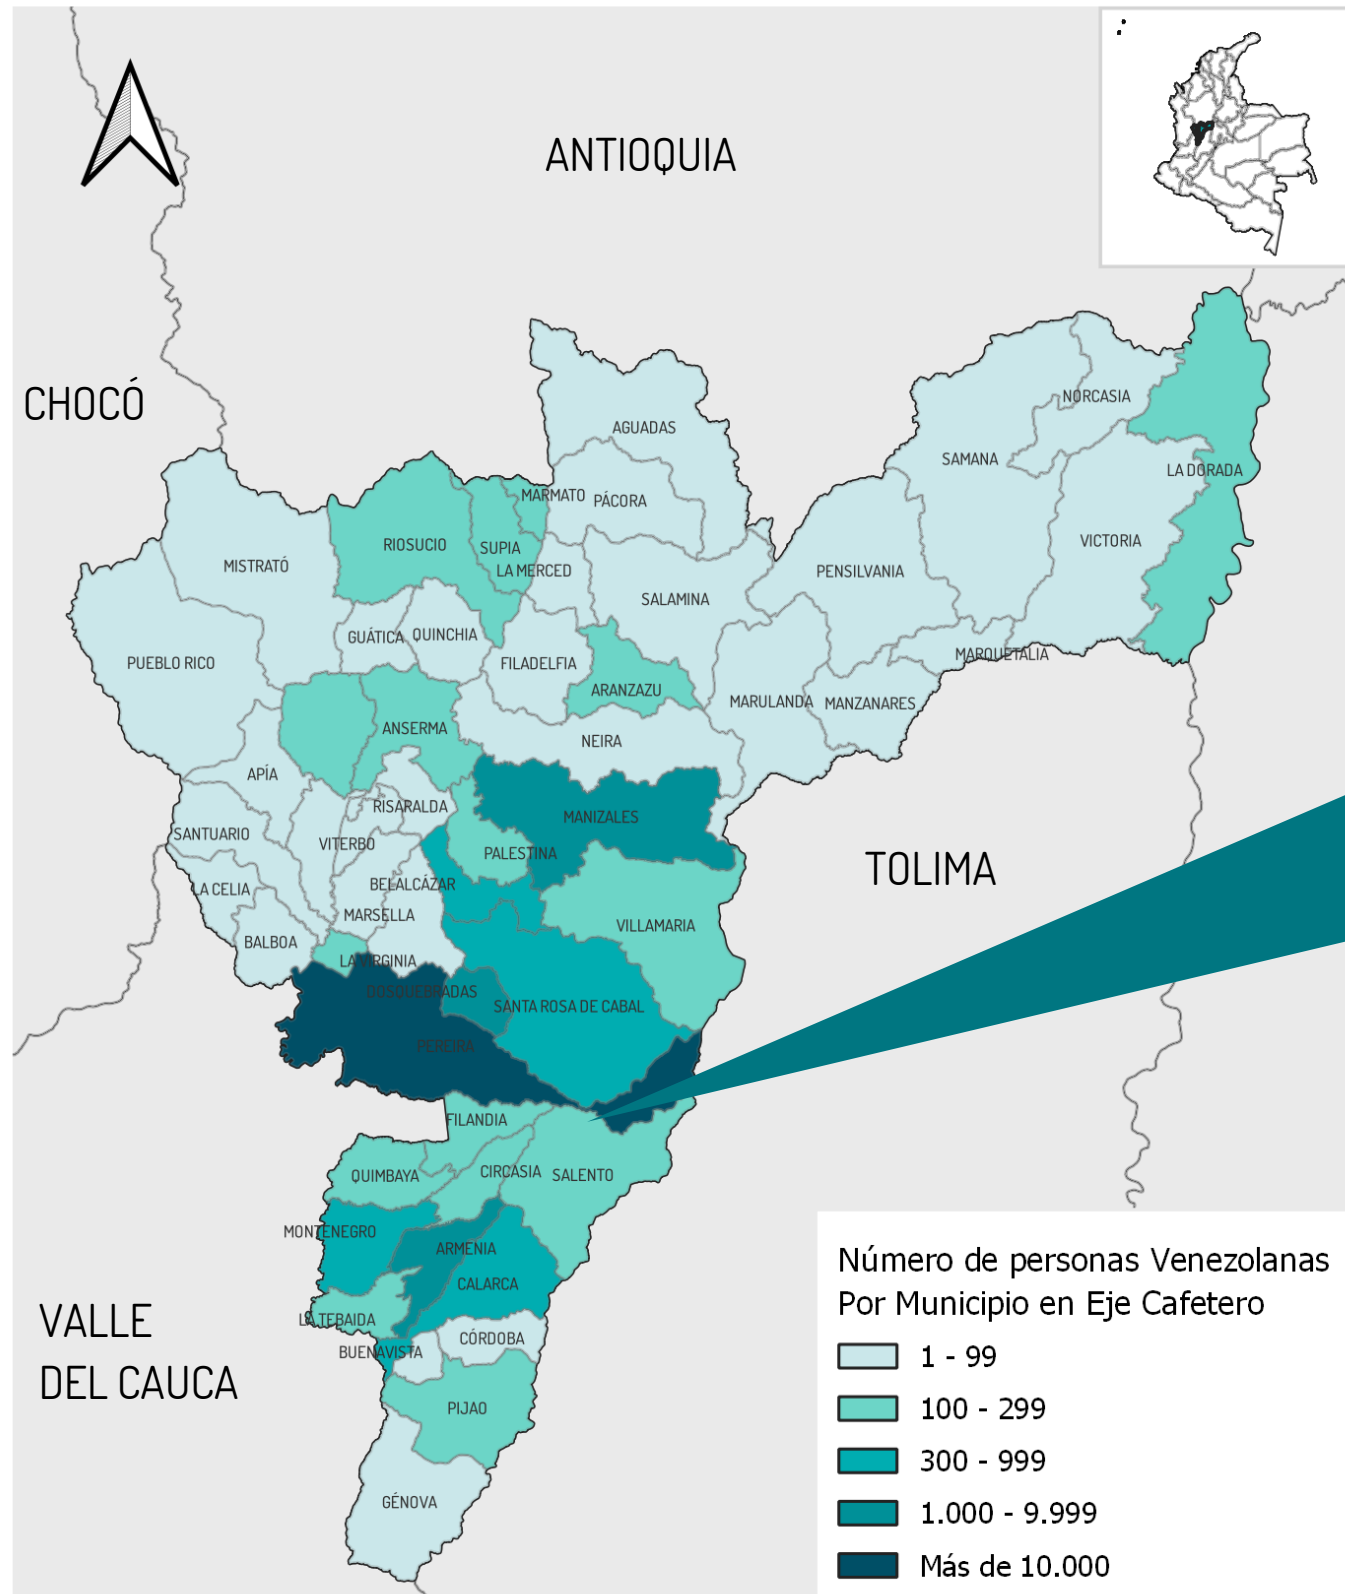 ANTIOQUIA
CHOCÓ
AGUADAS
NORCASIA
SAMANA
LA DORADA
MARMATO
PÁCORA
RIOSUCIO
SUPIA
VICTORIA
MISTRATÓ
LA MERCED
PENSILVANIA
SALAMINA
GUÁTICA
QUINCHIA
PUEBLO RICO
FILADELFIA
MARQUETALIA
ARANZAZU
MARULANDA
MANZANARES
ANSERMA
NEIRA
APÍA
RISARALDA
MANIZALES
SANTUARIO
VITERBO
PALESTINA
TOLIMA
LA CELIA
BELALCÁZAR
MARSELLA
VILLAMARIA
BALBOA
LA VIRGINIA
DOSQUEBRADAS
SANTA ROSA DE CABAL
PEREIRA
FILANDIA
QUIMBAYA
CIRCASIA
SALENTO
MONTENEGRO
ARMENIA
CALARCA
LA TEBAIDA
CÓRDOBA
BUENAVISTA
VALLE
DEL CAUCA
PIJAO
GÉNOVA
Número de personas Venezolanas
Por Municipio en Eje Cafetero
1 - 99
100 - 299
300 - 999
1.000 - 9.999
Más de 10.000